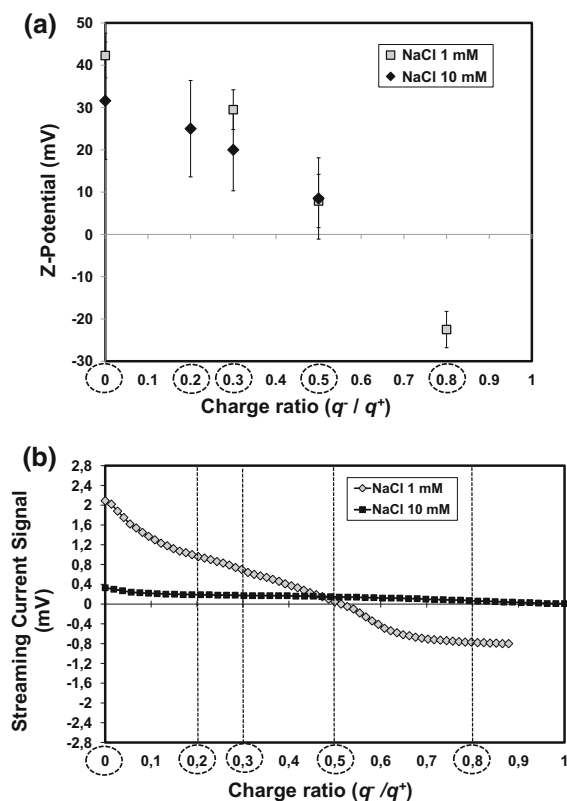 (a)
50
40
30
20
10
0
-10
-20
-30
Z-Potential (mV)
NaCl 1 mM
NaCl 10 mM
0 0.1 0.2 0.3 0.4 0.5 0.6 0.7 0.8 0.9 1
Charge ratio (q⁻ / q⁺)
(b)
2,8
2,4
2
1,6
1,2
0,8
0,4
0
-0,4
-0,8
-1,2
-1,6
-2
-2,4
-2,8
Streaming Current Signal
(mV)
NaCl 1 mM
NaCl 10 mM
0 0,1 0,2 0,3 0,4 0,5 0,6 0,7 0,8 0,9 1
Charge ratio (q⁻ /q⁺)